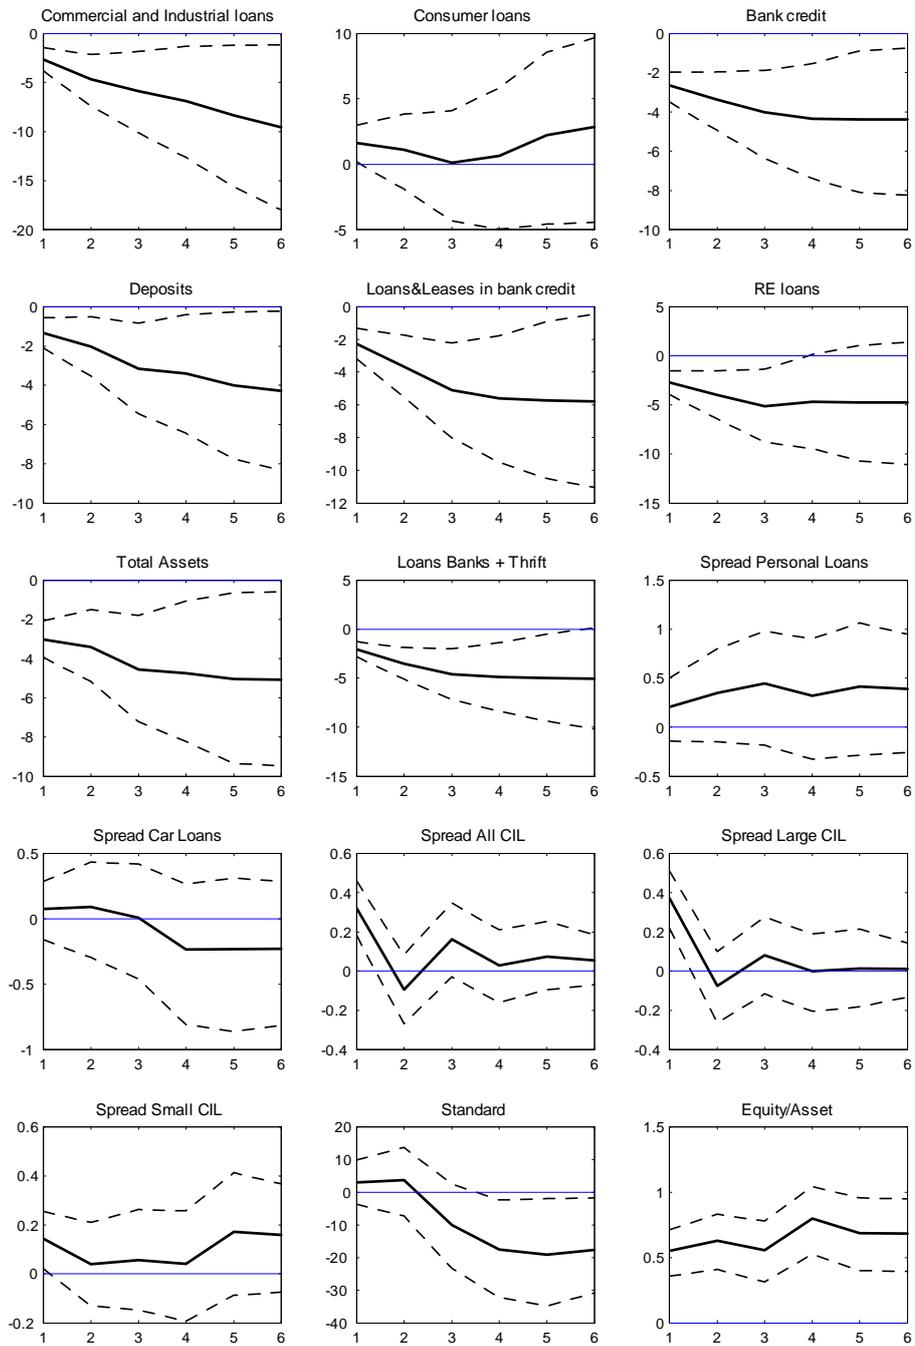 Commercial and Industrial loans
0
-5
-10
-15
-20
1 2 3 4 5 6
Consumer loans
10
5
0
-5
1 2 3 4 5 6
Bank credit
0
-2
-4
-6
-8
-10
1 2 3 4 5 6
Deposits
0
-2
-4
-6
-8
-10
1 2 3 4 5 6
Loans&Leases in bank credit
0
-2
-4
-6
-8
-10
-12
1 2 3 4 5 6
RE loans
5
0
-5
-10
-15
1 2 3 4 5 6
Total Assets
0
-2
-4
-6
-8
-10
1 2 3 4 5 6
Loans Banks + Thrift
5
0
-5
-10
-15
1 2 3 4 5 6
Spread Personal Loans
1.5
1
0.5
0
-0.5
1 2 3 4 5 6
Spread Car Loans
0.5
0
-0.5
-1
1 2 3 4 5 6
Spread All CIL
0.6
0.4
0.2
0
-0.2
-0.4
1 2 3 4 5 6
Spread Large CIL
0.6
0.4
0.2
0
-0.2
-0.4
1 2 3 4 5 6
Spread Small CIL
0.6
0.4
0.2
0
-0.2
1 2 3 4 5 6
Standard
20
10
0
-10
-20
-30
-40
1 2 3 4 5 6
Equity/Asset
1.5
1
0.5
0
1 2 3 4 5 6